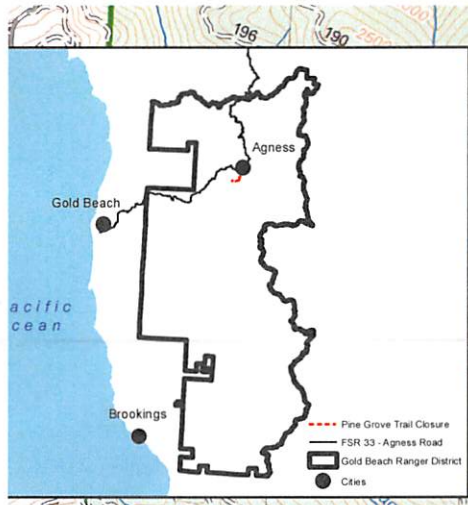 196
190
2500
Agness
Gold Beach
acific
cean
Brookings
Pine Grove Trail Closure
FSR 33 - Agness Road
Gold Beach Ranger District
Cities